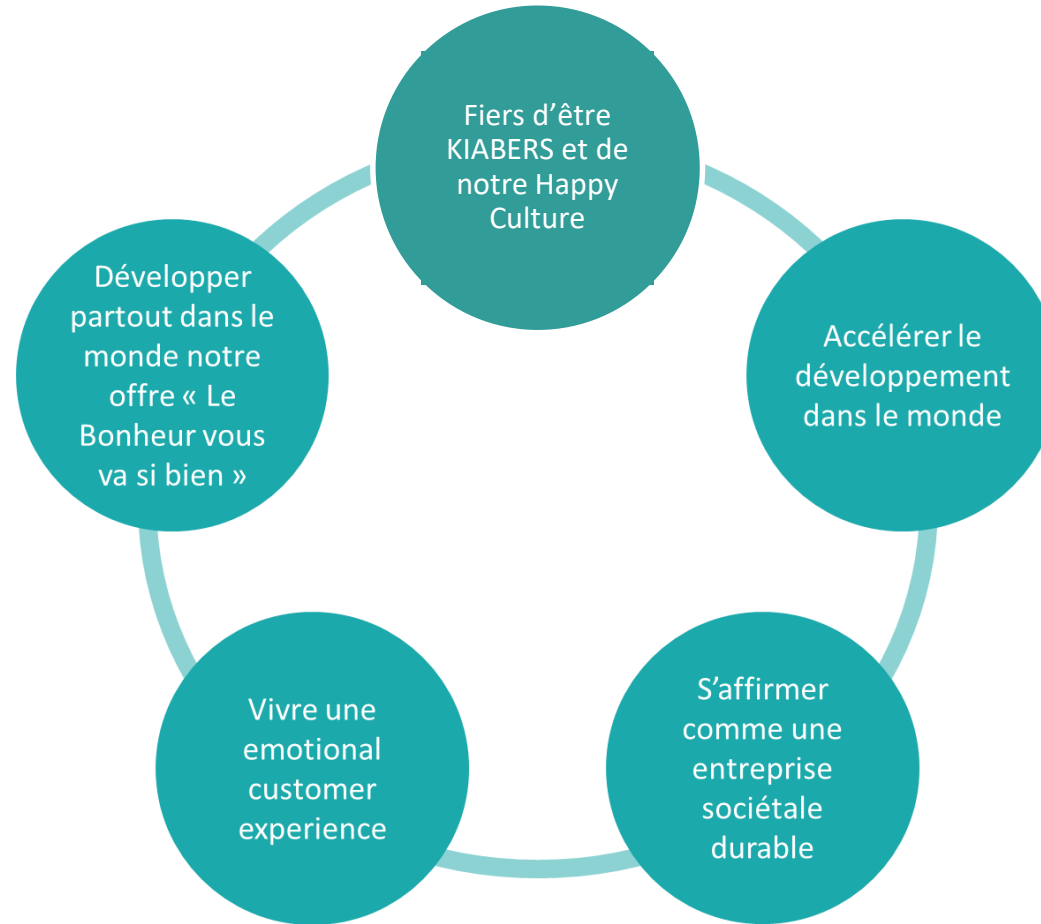 Fiers d’être
KIABERS et de
notre Happy
Culture
Accélérer le
développement
dans le monde
S’affirmer
comme une
entreprise
sociétale
durable
Vivre une
emotional
customer
experience
Développer
partout dans le
monde notre
offre « Le
Bonheur vous
va si bien »